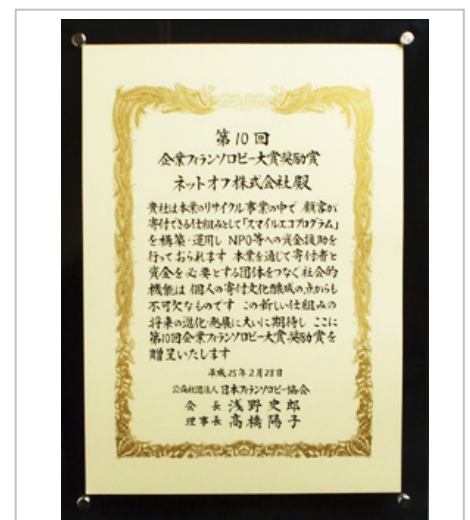 第10回
企業フィランソロピー大賞奨励賞
ネットオフ株式会社殿
貴社は本業のリサイクル事業の中で 顧客が
寄付できる仕組みとして「スマイルエコプログラム」
を構築・運用し NPO等への資金援助を
行っておられます 本業を通じて寄付者と
資金を必要とする団体をつなぐ社会的
機能は 個人の寄付文化醸成の点からも
不可欠なものです この新しい仕組みの
将来の進化・発展に大いに期待し ここに
第10回企業フィランソロピー大賞奨励賞を
贈呈いたします
平成25年2月28日
公益社団法人 日本フィランソロピー協会
会 長 浅野史郎
理事長 高橋陽子